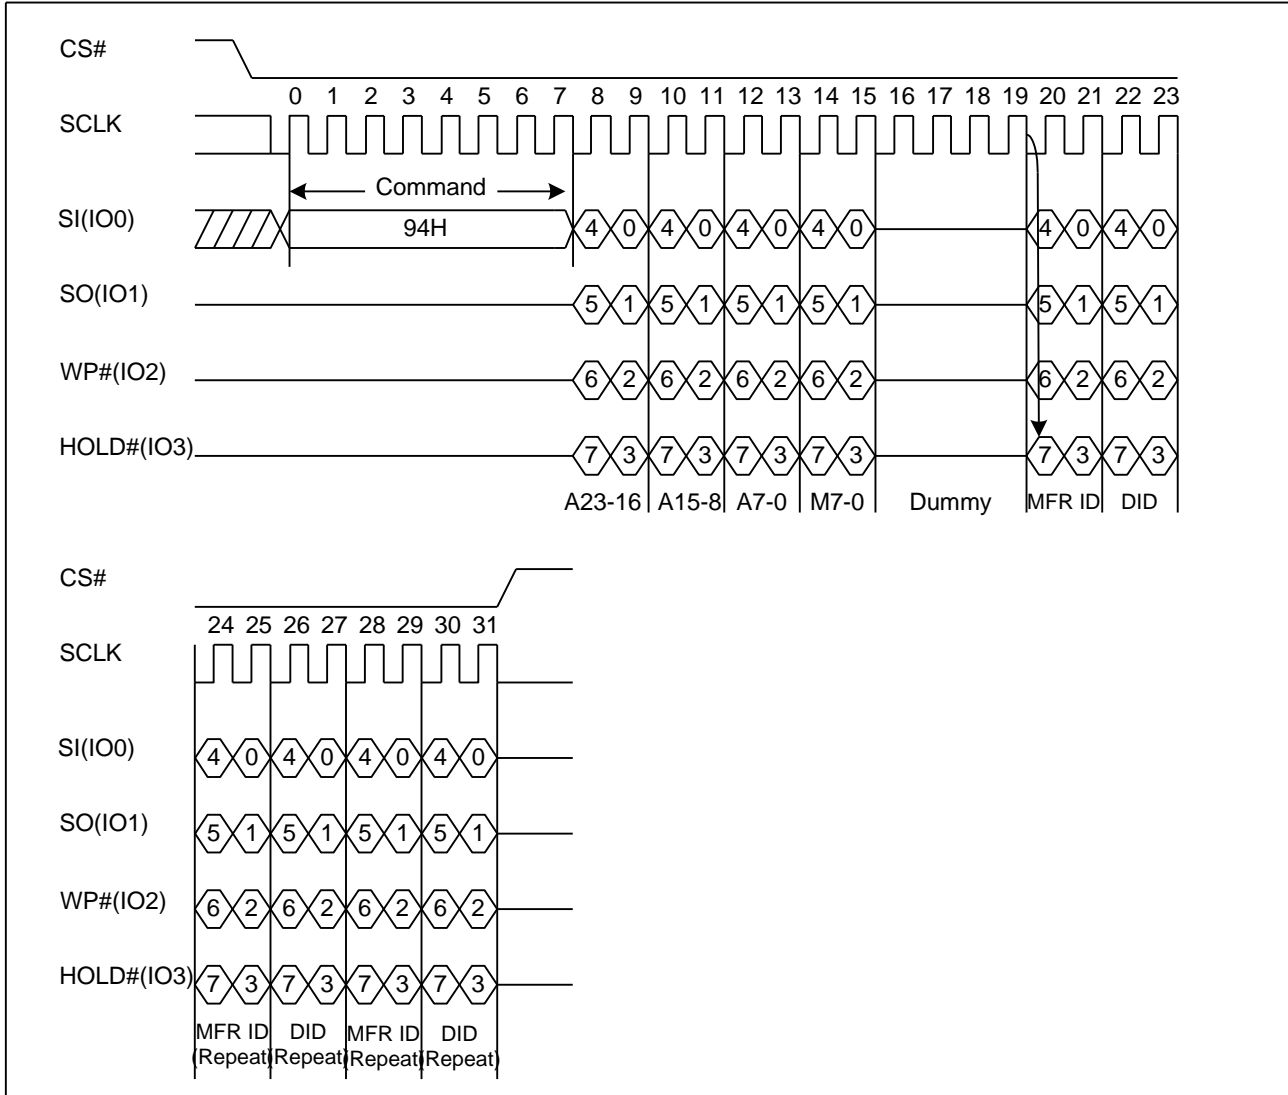 CS#
0 1 2 3 4 5 6 7 8 9 10 11 12 13 14 15 16 17 18 19 20 21 22 23
SCLK
Command
SI(IO0) 94H 4 0 4 0 4 0 4 0 4 0 4 0
SO(IO1) 5 1 5 1 5 1 5 1 5 1 5 1
WP#(IO2) 6 2 6 2 6 2 6 2 6 2 6 2
HOLD#(IO3) 7 3 7 3 7 3 7 3 7 3 7 3
A23-16 A15-8 A7-0 M7-0 Dummy MFR ID DID
CS#
24 25 26 27 28 29 30 31
SCLK
SI(IO0) 4 0 4 0 4 0 4 0
SO(IO1) 5 1 5 1 5 1 5 1
WP#(IO2) 6 2 6 2 6 2 6 2
HOLD#(IO3) 7 3 7 3 7 3 7 3
MFR ID DID MFR ID DID
(Repeat) (Repeat) (Repeat) (Repeat)